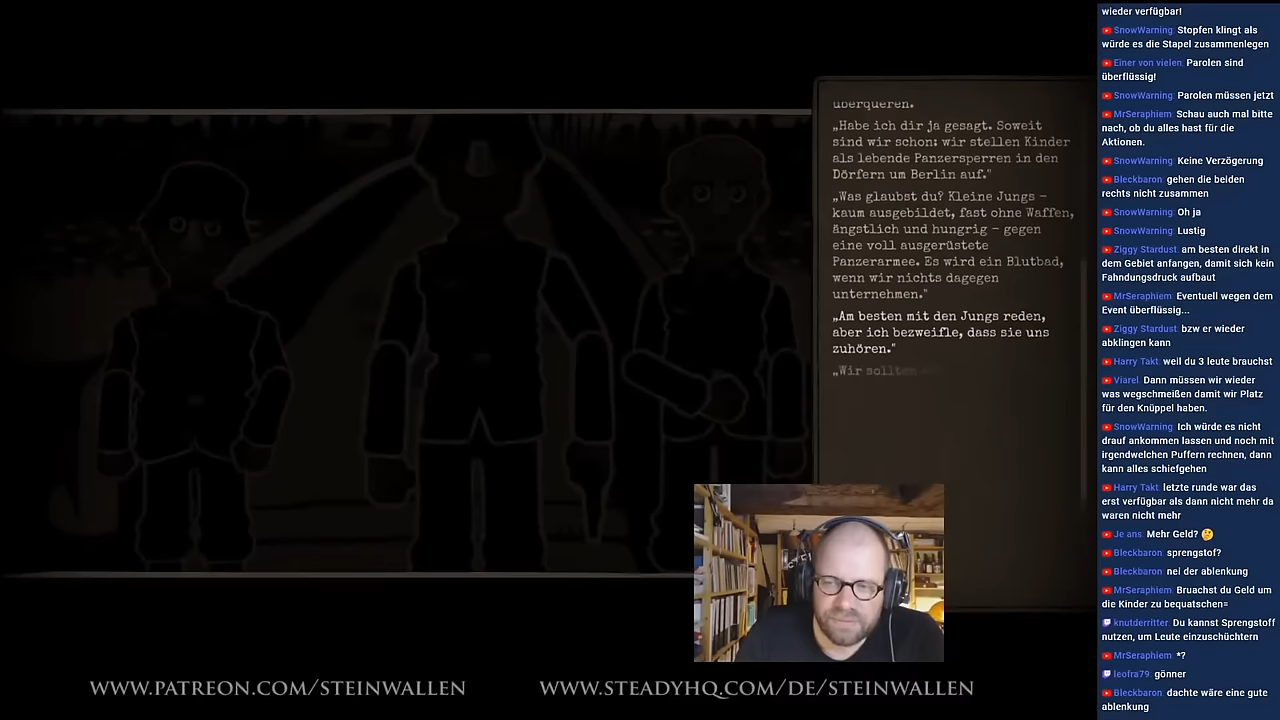 überqueren.
„Habe ich dir ja gesagt. Soweit
sind wir schon: wir stellen Kinder
als lebende Panzersperren in den
Dörfern um Berlin auf."
„Was glaubst du? Kleine Jungs –
kaum ausgebildet, fast ohne Waffen,
ängstlich und hungrig – gegen
eine voll ausgerüstete
Panzerarmee. Es wird ein Blutbad,
wenn wir nichts dagegen
unternehmen."
„Am besten mit den Jungs reden,
aber ich bezweifle, dass sie uns
zuhören."
„Wir sollten
WWW.PATREON.COM/STEINWALLEN
WWW.STEADYHQ.COM/DE/STEINWALLEN
wieder verfügbar!
SnowWarning: Stopfen klingt als
würde es die Stapel zusammenlegen
Einer von vielen: Parolen sind
überflüssig!
SnowWarning: Parolen müssen jetzt
MrSeraphiem: Schau auch mal bitte
nach, ob du alles hast für die
Aktionen.
SnowWarning: Keine Verzögerung
Bleckbaron: gehen die beiden
rechts nicht zusammen
SnowWarning: Oh ja
SnowWarning: Lustig
Ziggy Stardust: am besten direkt in
dem Gebiet anfangen, damit sich kein
Fahndungsdruck aufbaut
MrSeraphiem: Eventuell wegen dem
Event überflüssig...
Ziggy Stardust: bzw er wieder
abklingen kann
Harry Takt: weil du 3 leute brauchst
Viarel: Dann müssen wir wieder
was wegschmeißen damit wir Platz
für den Knüppel haben.
SnowWarning: Ich würde es nicht
drauf ankommen lassen und noch mit
irgendwelchen Puffern rechnen, dann
kann alles schiefgehen
Harry Takt: letzte runde war das
erst verfügbar als dann nicht mehr da
waren nicht mehr
Je ans: Mehr Geld? 🤔
Bleckbaron: sprengstof?
Bleckbaron: nei der ablenkung
MrSeraphiem: Bruachst du Geld um
die Kinder zu bequatschen=
knutderritter: Du kannst Sprengstoff
nutzen, um Leute einzuschüchtern
MrSeraphiem: *?
leofra79: gönner
Bleckbaron: dachte wäre eine gute
ablenkung